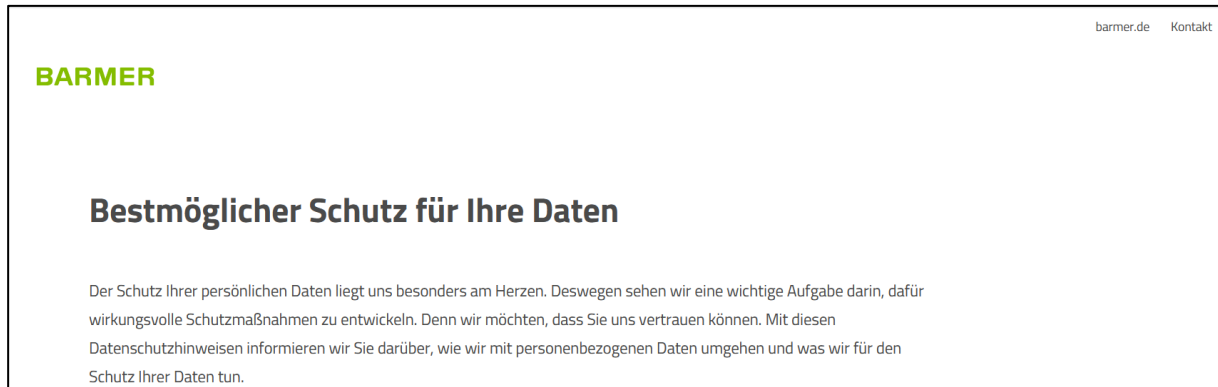 barmer.de Kontakt
BARMER
Bestmöglicher Schutz für Ihre Daten
Der Schutz Ihrer persönlichen Daten liegt uns besonders am Herzen. Deswegen sehen wir eine wichtige Aufgabe darin, dafür
wirkungsvolle Schutzmaßnahmen zu entwickeln. Denn wir möchten, dass Sie uns vertrauen können. Mit diesen
Datenschutzhinweisen informieren wir Sie darüber, wie wir mit personenbezogenen Daten umgehen und was wir für den
Schutz Ihrer Daten tun.